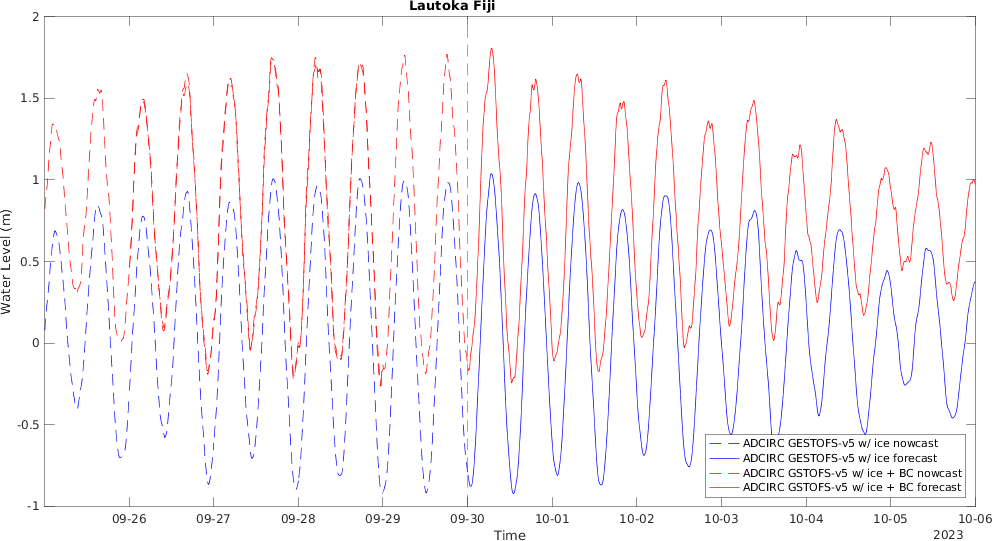 Lautoka Fiji
2
1.5
1
0.5
0
-0.5
-1
Water Level (m)
ADCIRC GESTOFS-v5 w/ ice nowcast
ADCIRC GESTOFS-v5 w/ ice forecast
ADCIRC GSTOFS-v5 w/ ice + BC nowcast
ADCIRC GSTOFS-v5 w/ ice + BC forecast
09-26 09-27 09-28 09-29 09-30 10-01 10-02 10-03 10-04 10-05 10-06
Time
2023